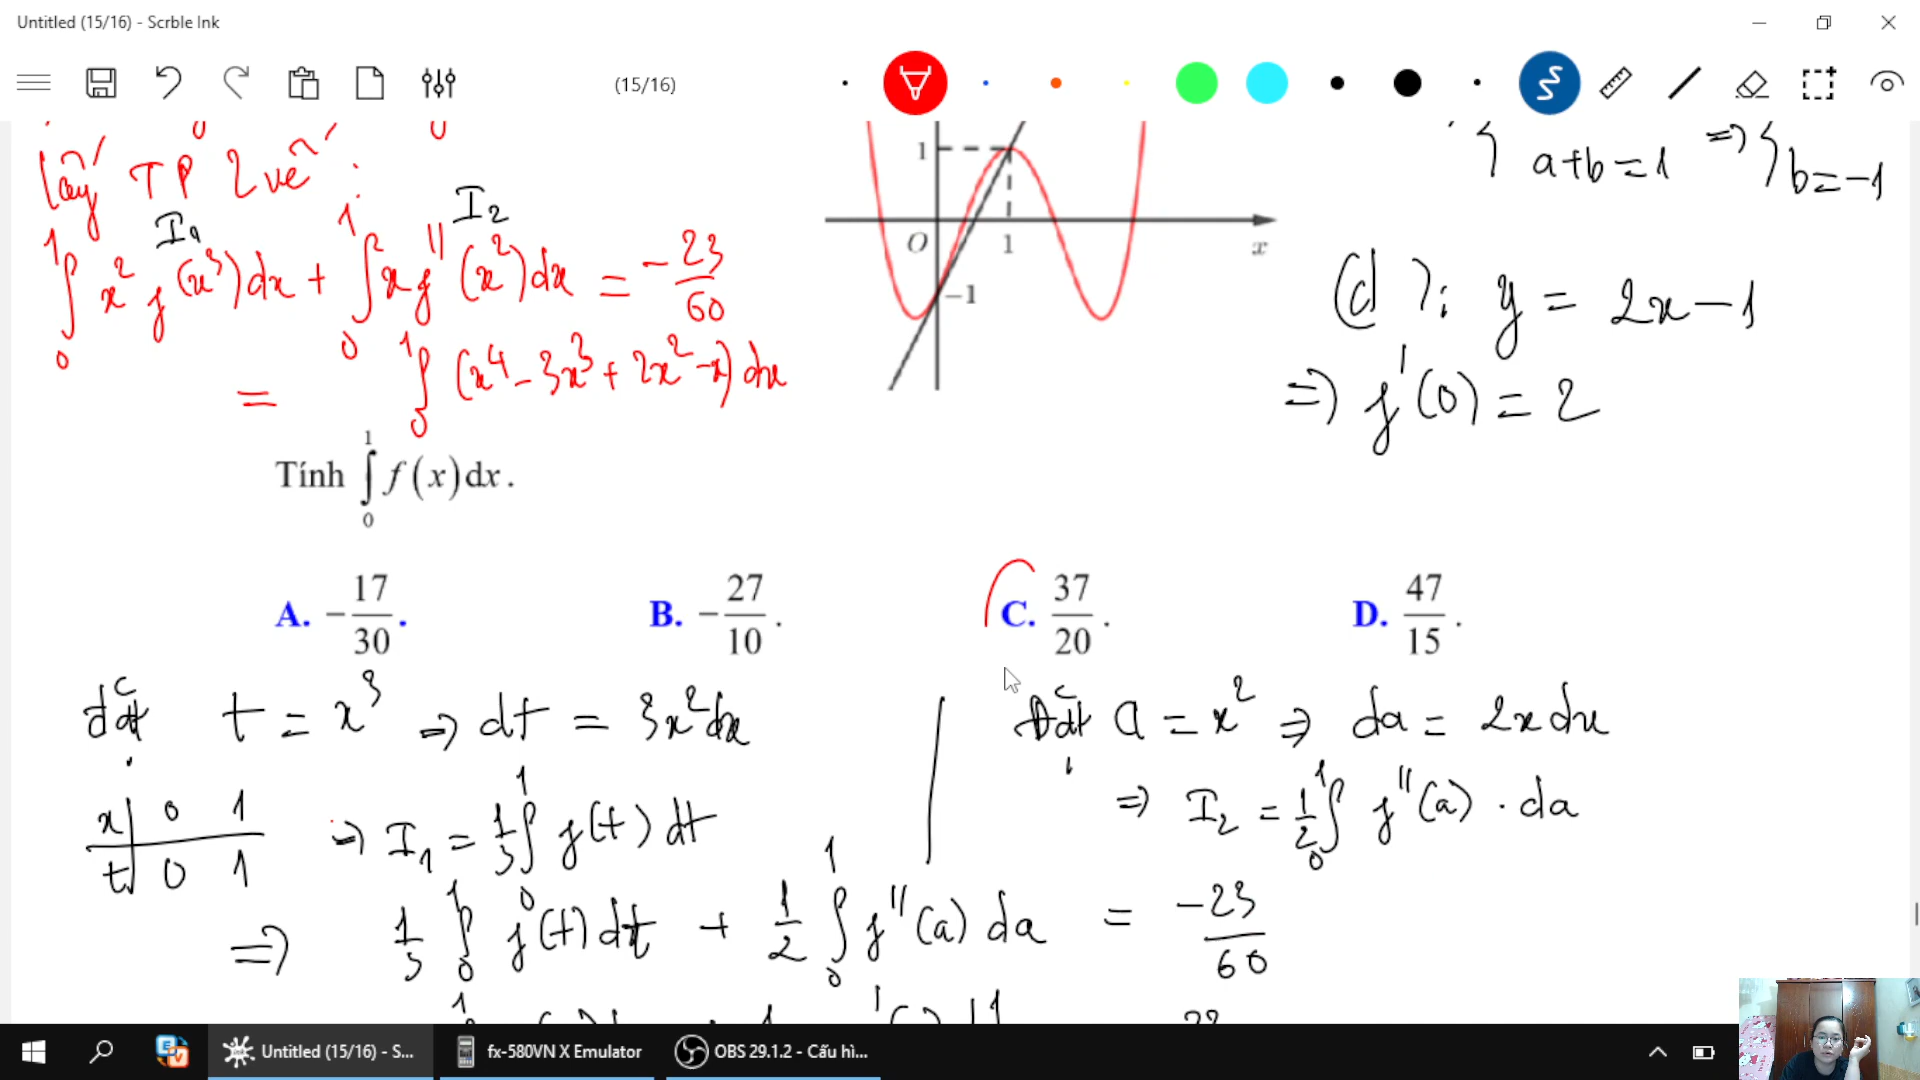 Untitled (15/16) - Scrble Ink
(15/16)
lấy TP 2 vế :
I₁ I₂
∫₀¹ x² f(x³)dx + ∫₀¹ x f''(x²)dx = -23/60
= ∫₀¹ (x⁴ - 3x³ + 2x² - x) dx
1
O 1 x
-1
{ a+b=1 => { b=-1
(d): y = 2x-1
=> f'(0) = 2
Tính ∫₀¹ f(x)dx.
A. -17/30. B. -27/10. C. 37/20. D. 47/15.
đặt t = x³ => dt = 3x²dx
x | 0 1
t | 0 1
=> I₁ = 1/3 ∫₀¹ f(t) dt
Đặt a = x² => da = 2x dx
=> I₂ = 1/2 ∫₀¹ f''(a) . da
=> 1/3 ∫₀¹ f(t) dt + 1/2 ∫₀¹ f''(a) da = -23/60
Untitled (15/16) - S...
fx-580VN X Emulator
OBS 29.1.2 - Cấu hì...